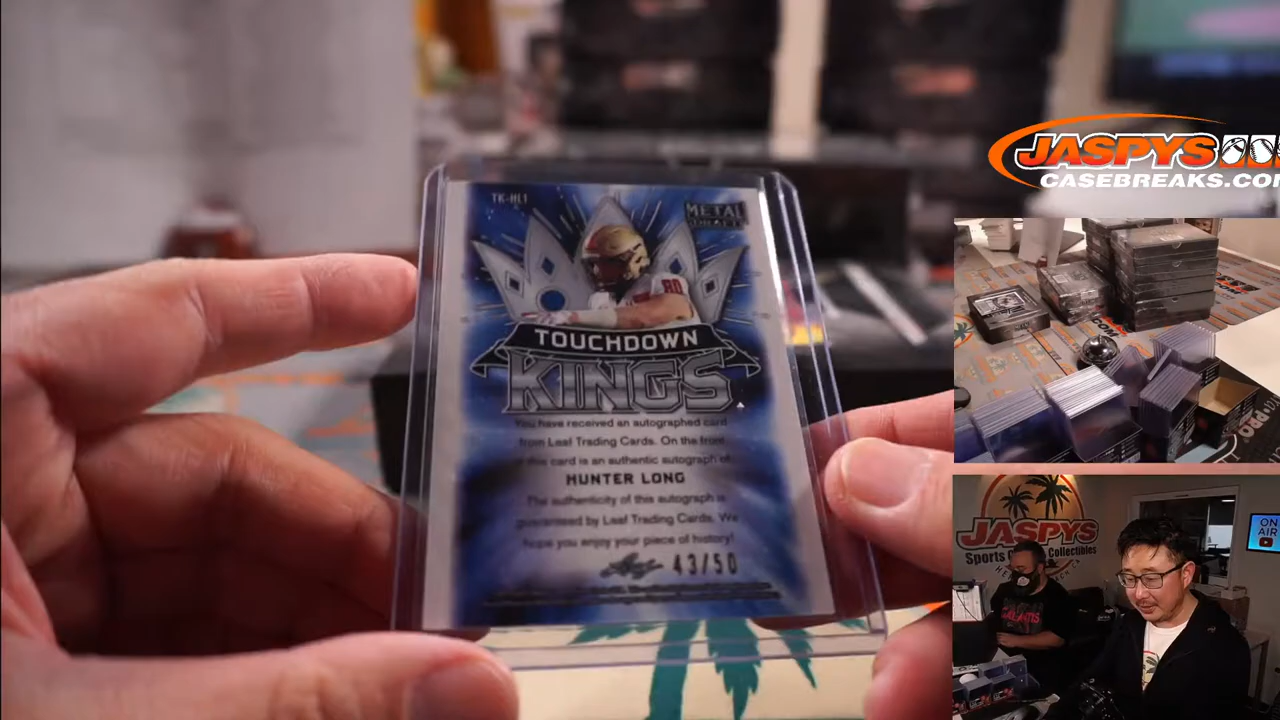 JASPYS
CASEBREAKS.CO
TK-HL1
METAL
DRAFT
80
TOUCHDOWN
KINGS
You have received an autographed card
from Leaf Trading Cards. On the front
of this card is an authentic autograph of
HUNTER LONG
The authenticity of this autograph is
guaranteed by Leaf Trading Cards. We
hope you enjoy your piece of history!
Leaf 43/50
JASPYS
Sports Collectibles
ON
AIR